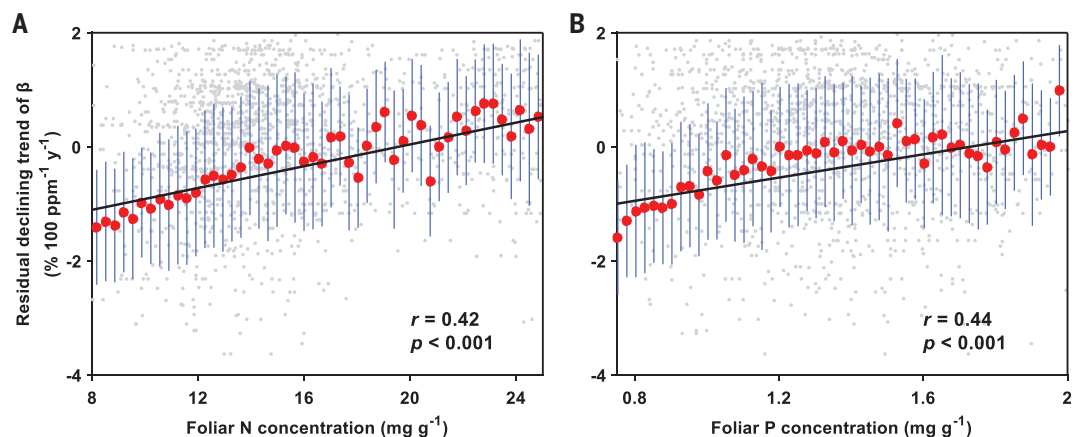 A
B
Residual declining trend of β
(% 100 ppm⁻¹ y⁻¹)
2
0
-2
-4
r = 0.42
p < 0.001
8
12
16
20
24
Foliar N concentration (mg g⁻¹)
2
0
-2
-4
r = 0.44
p < 0.001
0.8
1.2
1.6
2
Foliar P concentration (mg g⁻¹)